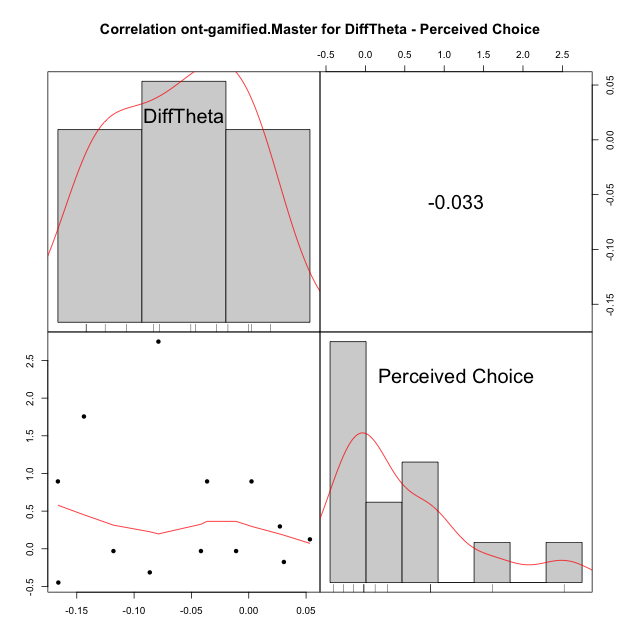 Correlation ont-gamified.Master for DiffTheta - Perceived Choice
-0.5 0.0 0.5 1.0 1.5 2.0 2.5
DiffTheta
0.05
0.00
-0.05
-0.10
-0.15
-0.033
2.5
2.0
1.5
1.0
0.5
0.0
-0.5
Perceived Choice
-0.15 -0.10 -0.05 0.00 0.05